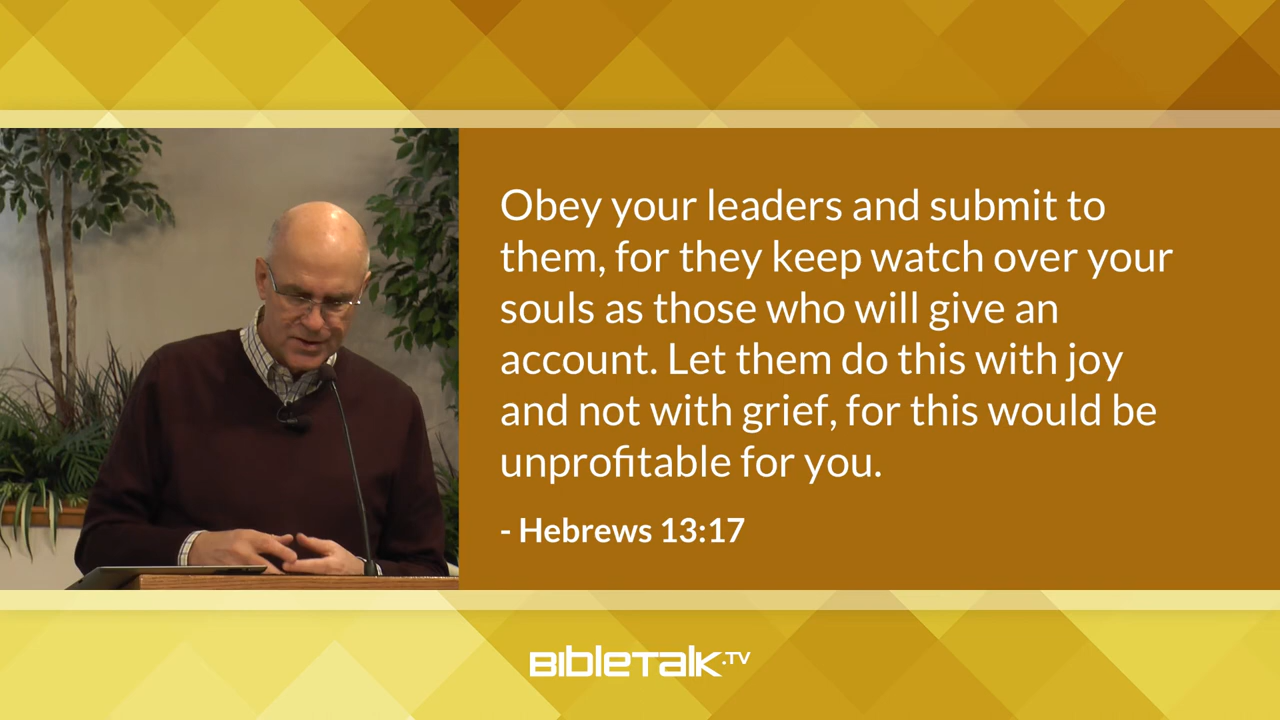 Obey your leaders and submit to
them, for they keep watch over your
souls as those who will give an
account. Let them do this with joy
and not with grief, for this would be
unprofitable for you.
- Hebrews 13:17
BIBLETALK.TV